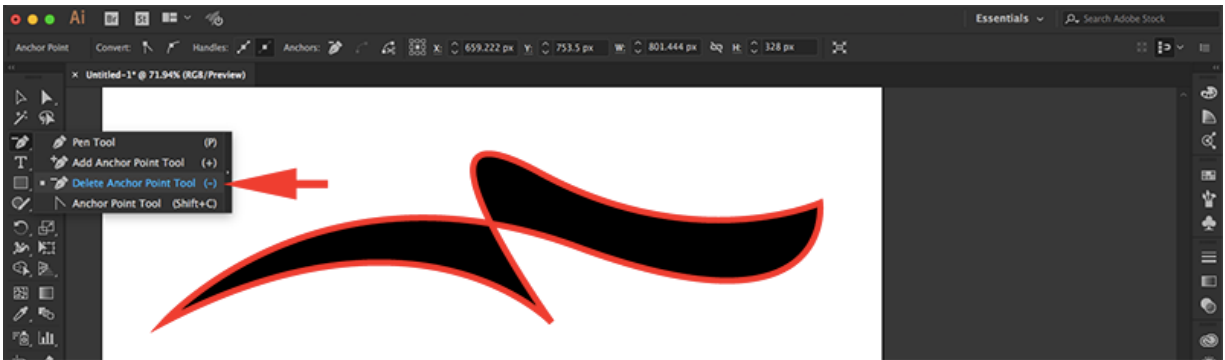 Ai Br St Essentials Search Adobe Stock
Anchor Point Convert: Handles: Anchors: X: 659.222 px Y: 753.5 px W: 801.444 px H: 328 px
× Untitled-1* @ 71.94% (RGB/Preview)
Pen Tool (P)
T Add Anchor Point Tool (+)
Delete Anchor Point Tool (-)
Anchor Point Tool (Shift+C)